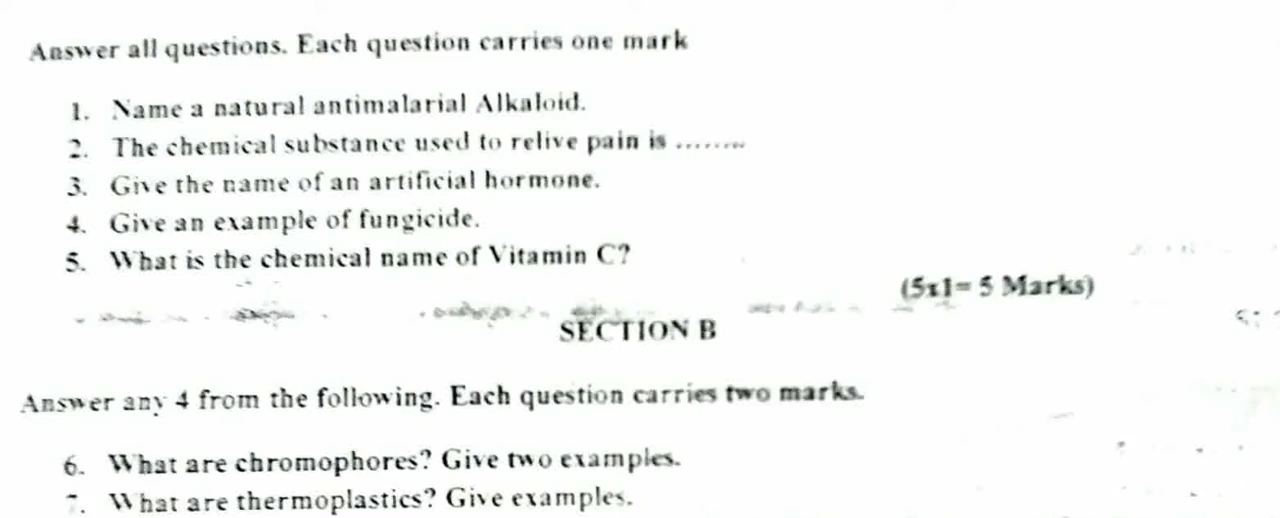 Answer all questions. Each question carries one mark
1. Name a natural antimalarial Alkaloid.
2. The chemical substance used to relive pain is ........
3. Give the name of an artificial hormone.
4. Give an example of fungicide.
5. What is the chemical name of Vitamin C?
(5x1= 5 Marks)
SECTION B
Answer any 4 from the following. Each question carries two marks.
6. What are chromophores? Give two examples.
7. What are thermoplastics? Give examples.